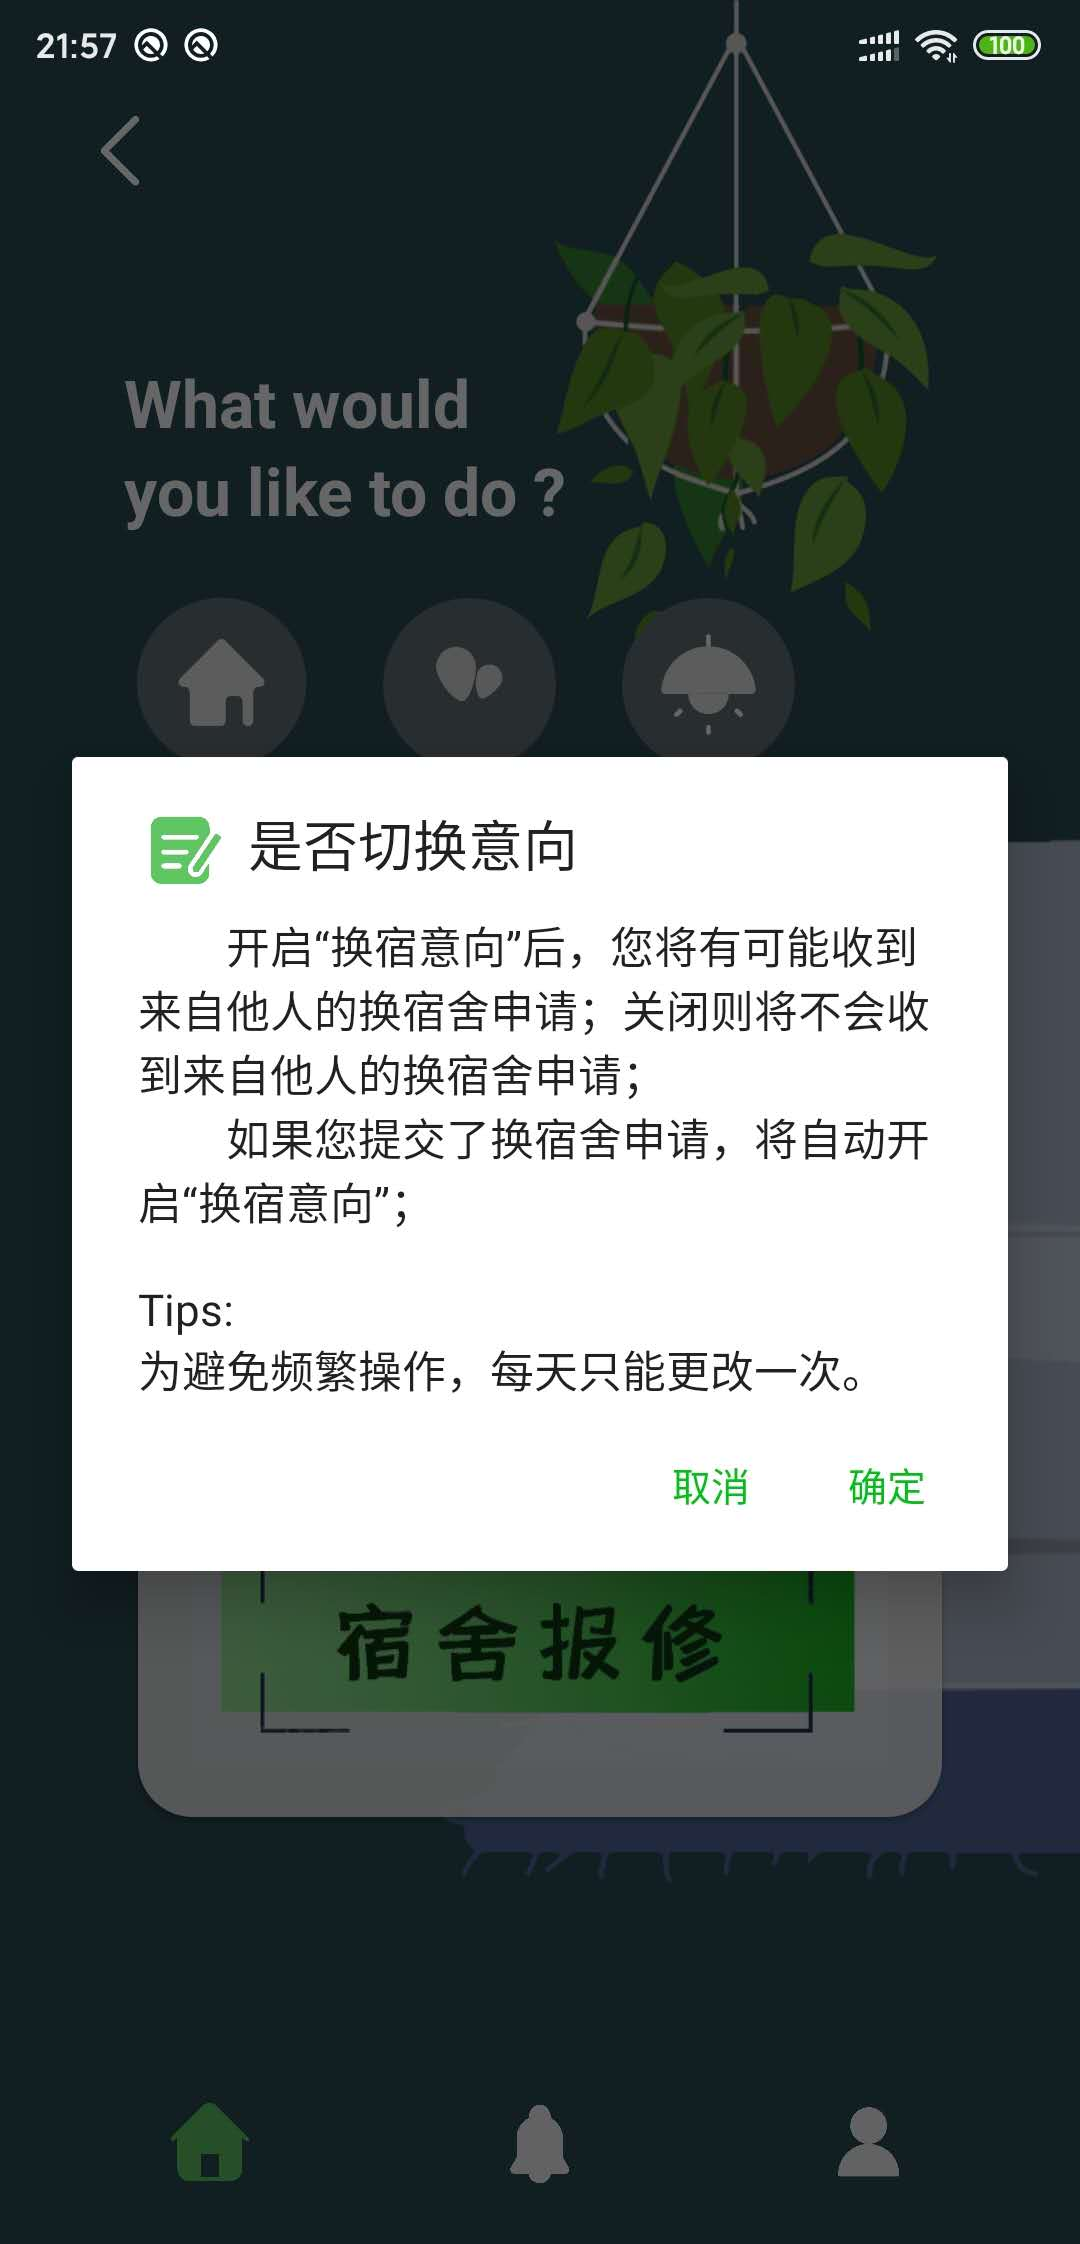 21:57
100
What would
you like to do ?
是否切换意向
开启“换宿意向”后，您将有可能收到
来自他人的换宿舍申请；关闭则将不会收
到来自他人的换宿舍申请；
如果您提交了换宿舍申请，将自动开
启“换宿意向”；
Tips:
为避免频繁操作，每天只能更改一次。
取消
确定
宿舍报修